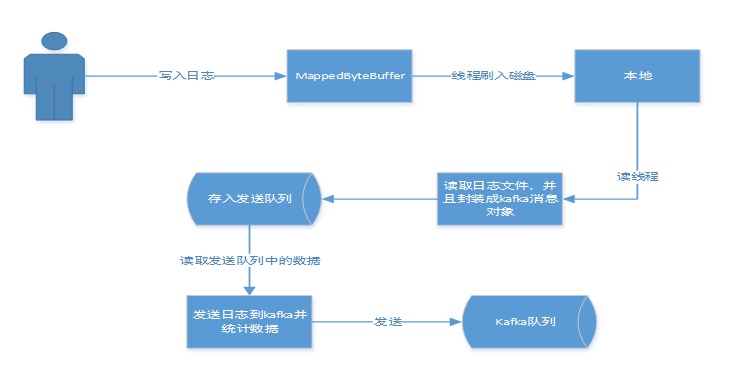 写入日志
MappedByteBuffer
线程刷入磁盘
本地
读线程
读取日志文件、并
且封装成kafka消息
对象
存入发送队列
读取发送队列中的数据
发送日志到kafka并
统计数据
发送
Kafka队列